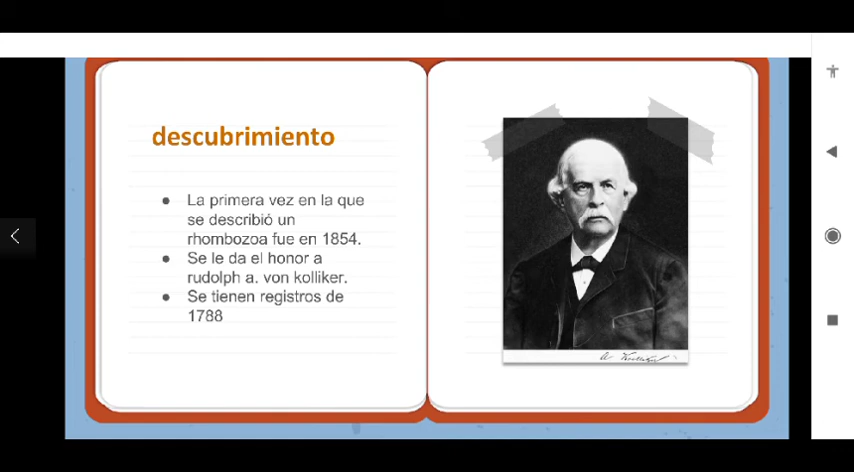 descubrimiento
● La primera vez en la que
se describió un
rhombozoa fue en 1854.
● Se le da el honor a
rudolph a. von kolliker.
● Se tienen registros de
1788